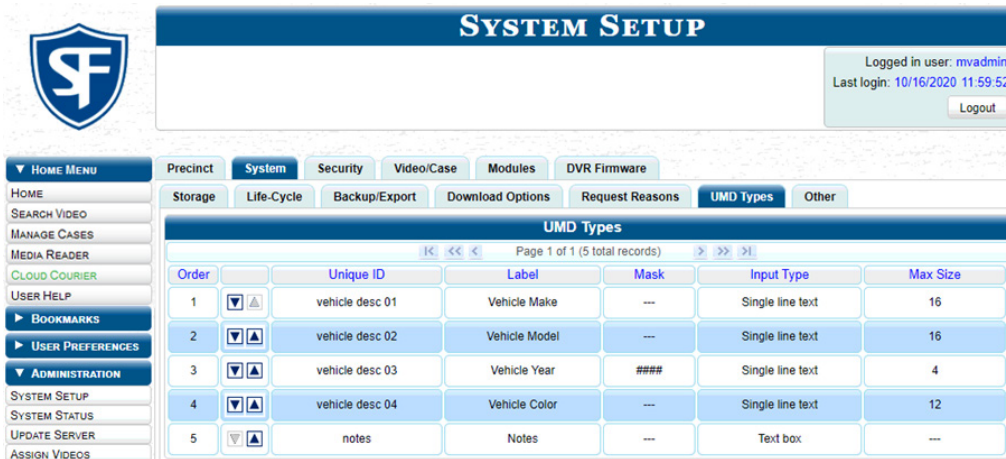 SF
SYSTEM SETUP
Logged in user: mvadmin
Last login: 10/16/2020 11:59:52
Logout
▼ HOME MENU
HOME
SEARCH VIDEO
MANAGE CASES
MEDIA READER
CLOUD COURIER
USER HELP
▶ BOOKMARKS
▶ USER PREFERENCES
▼ ADMINISTRATION
SYSTEM SETUP
SYSTEM STATUS
UPDATE SERVER
ASSIGN VIDEOS
Precinct System Security Video/Case Modules DVR Firmware
Storage Life-Cycle Backup/Export Download Options Request Reasons UMD Types Other
UMD Types
Page 1 of 1 (5 total records)
Order Unique ID Label Mask Input Type Max Size
1 vehicle desc 01 Vehicle Make --- Single line text 16
2 vehicle desc 02 Vehicle Model --- Single line text 16
3 vehicle desc 03 Vehicle Year #### Single line text 4
4 vehicle desc 04 Vehicle Color --- Single line text 12
5 notes Notes --- Text box ---